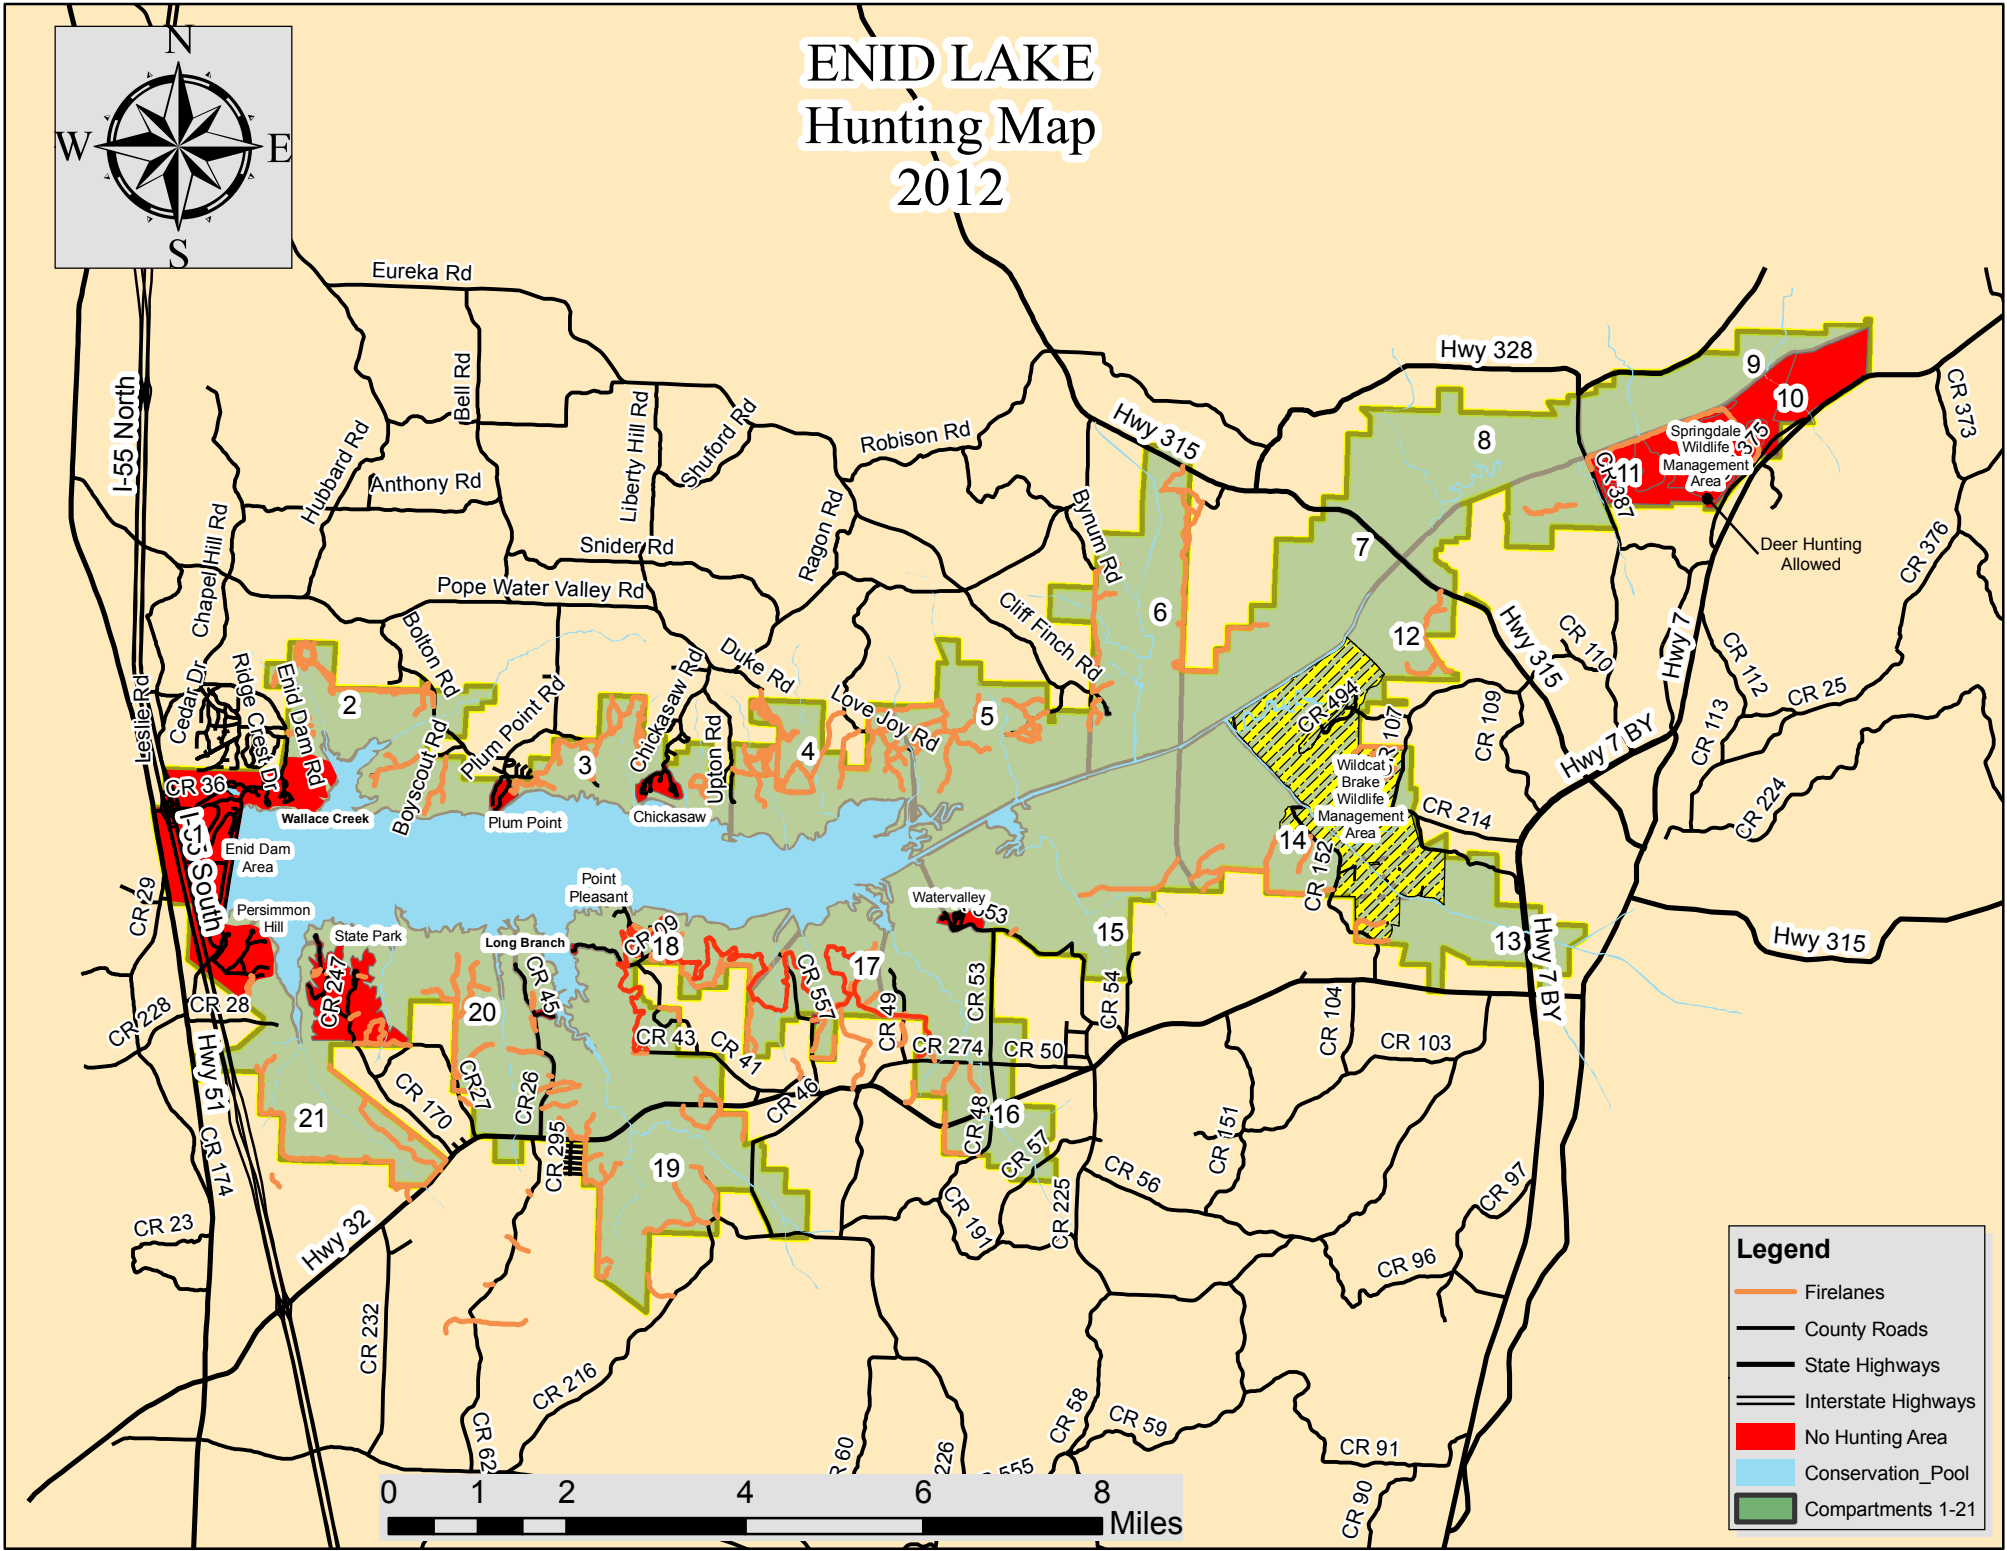 N
W
E
S
ENID LAKE
Hunting Map
2012
Eureka Rd
Bell Rd
I-55 North
Hubbard Rd
Anthony Rd
Liberty Hill Rd
Shuford Rd
Robison Rd
Hwy 315
Hwy 328
9
10
8
CR 373
Springdale
Wildlife
Management
Area
375
11
CR 387
Deer Hunting
Allowed
CR 376
Chapel Hill Rd
Snider Rd
Ragon Rd
Bynum Rd
7
Pope Water Valley Rd
Cliff Finch Rd
6
12
Hwy 315
CR 110
Hwy 7
CR 112
CR 25
CR 113
CR 109
Hwy 7 BY
CR 224
Leslie Rd
Cedar Dr
Ridge Crest Dr
Enid Dam Rd
2
Bolton Rd
Boyscout Rd
Plum Point Rd
3
Chickasaw Rd
Upton Rd
Duke Rd
4
Love Joy Rd
5
CR 494
CR 107
Wildcat
Brake
Wildlife
Management
Area
CR 214
14
CR 152
CR 36
Wallace Creek
Plum Point
Chickasaw
1
I-55 South
Enid Dam
Area
CR 29
Persimmon
Hill
State Park
Point
Pleasant
Long Branch
Watervalley
53
CR 09
18
17
15
13
Hwy 7 BY
Hwy 315
CR 247
CR 45
CR 557
CR 49
CR 53
CR 54
CR 228
CR 28
20
CR 43
CR 41
CR 274
CR 50
CR 104
CR 103
Hwy 51
CR 170
CR27
CR26
CR 46
CR 48
16
CR 57
CR 151
21
CR 174
CR 295
19
CR 56
CR 97
CR 23
Hwy 32
CR 191
CR 225
CR 96
CR 232
CR 216
CR 62
CR 58
CR 59
CR 91
R 60
226
555
CR 90
0 1 2 4 6 8
Miles
Legend
Firelanes
County Roads
State Highways
Interstate Highways
No Hunting Area
Conservation_Pool
Compartments 1-21